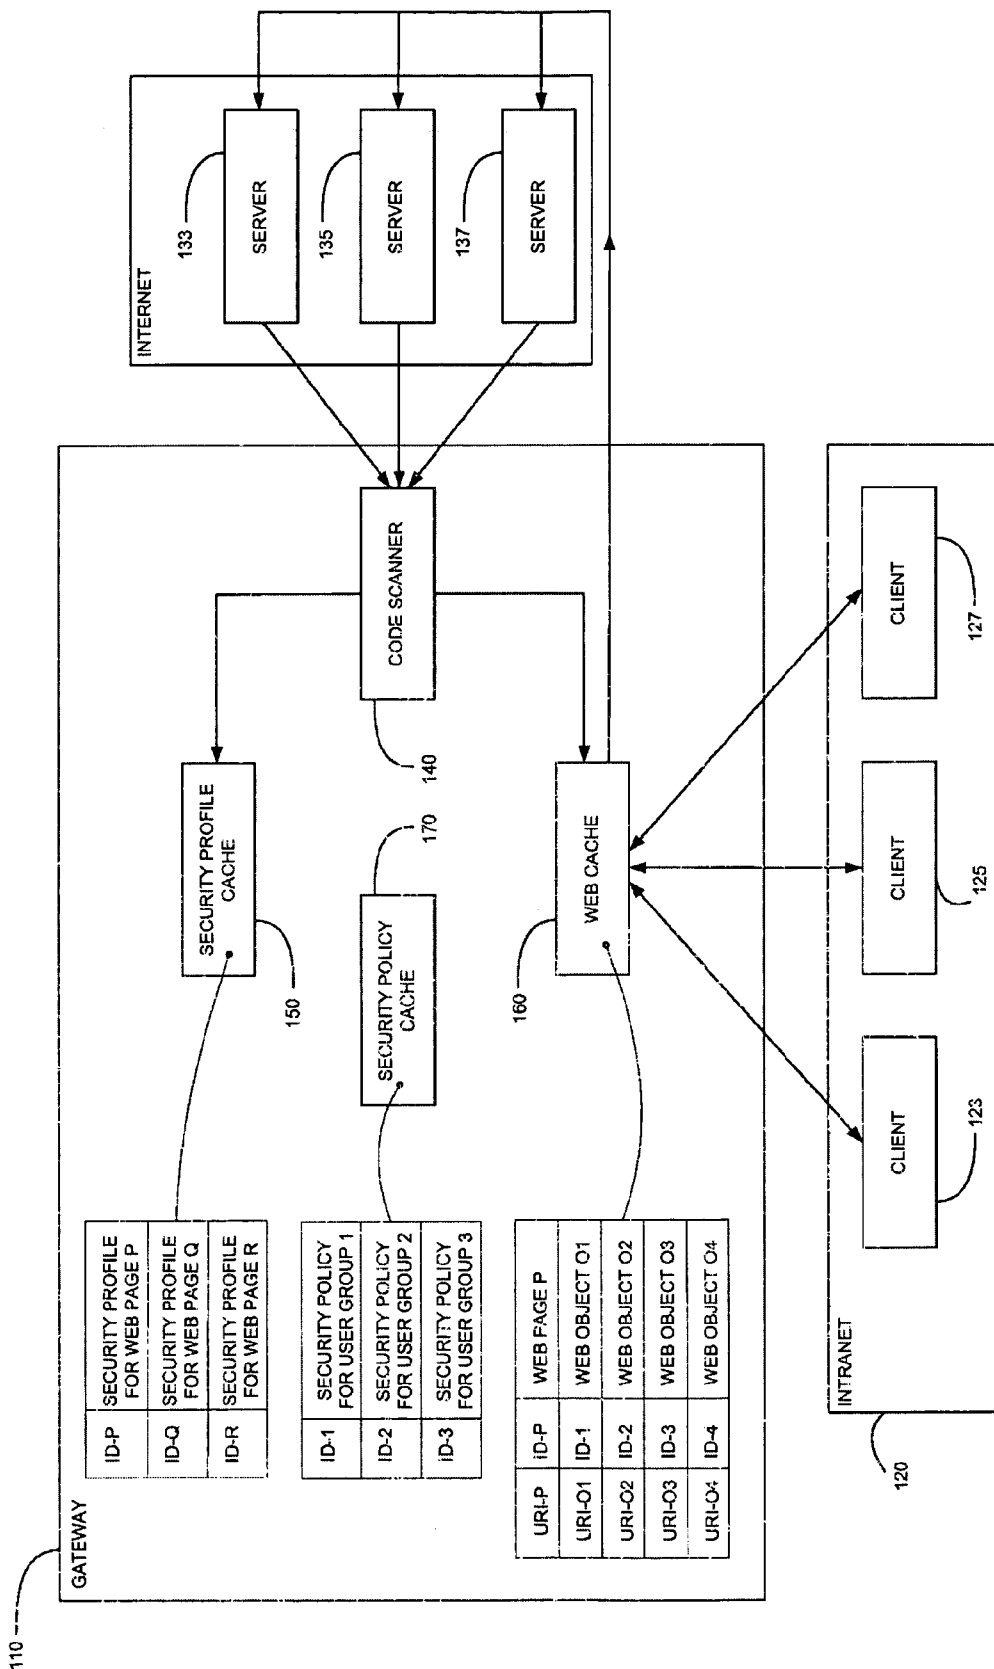 110
GATEWAY
ID-P
SECURITY PROFILE
FOR WEB PAGE P
ID-Q
SECURITY PROFILE
FOR WEB PAGE Q
ID-R
SECURITY PROFILE
FOR WEB PAGE R
ID-1
SECURITY POLICY
FOR USER GROUP 1
ID-2
SECURITY POLICY
FOR USER GROUP 2
ID-3
SECURITY POLICY
FOR USER GROUP 3
URI-P
ID-P
WEB PAGE P
URI-O1
ID-1
WEB OBJECT O1
URI-O2
ID-2
WEB OBJECT O2
URI-O3
ID-3
WEB OBJECT O3
URI-O4
ID-4
WEB OBJECT O4
SECURITY PROFILE
CACHE
150
SECURITY POLICY
CACHE
170
WEB CACHE
160
CODE SCANNER
140
INTERNET
133
SERVER
135
SERVER
137
SERVER
120
INTRANET
CLIENT
123
CLIENT
125
CLIENT
127